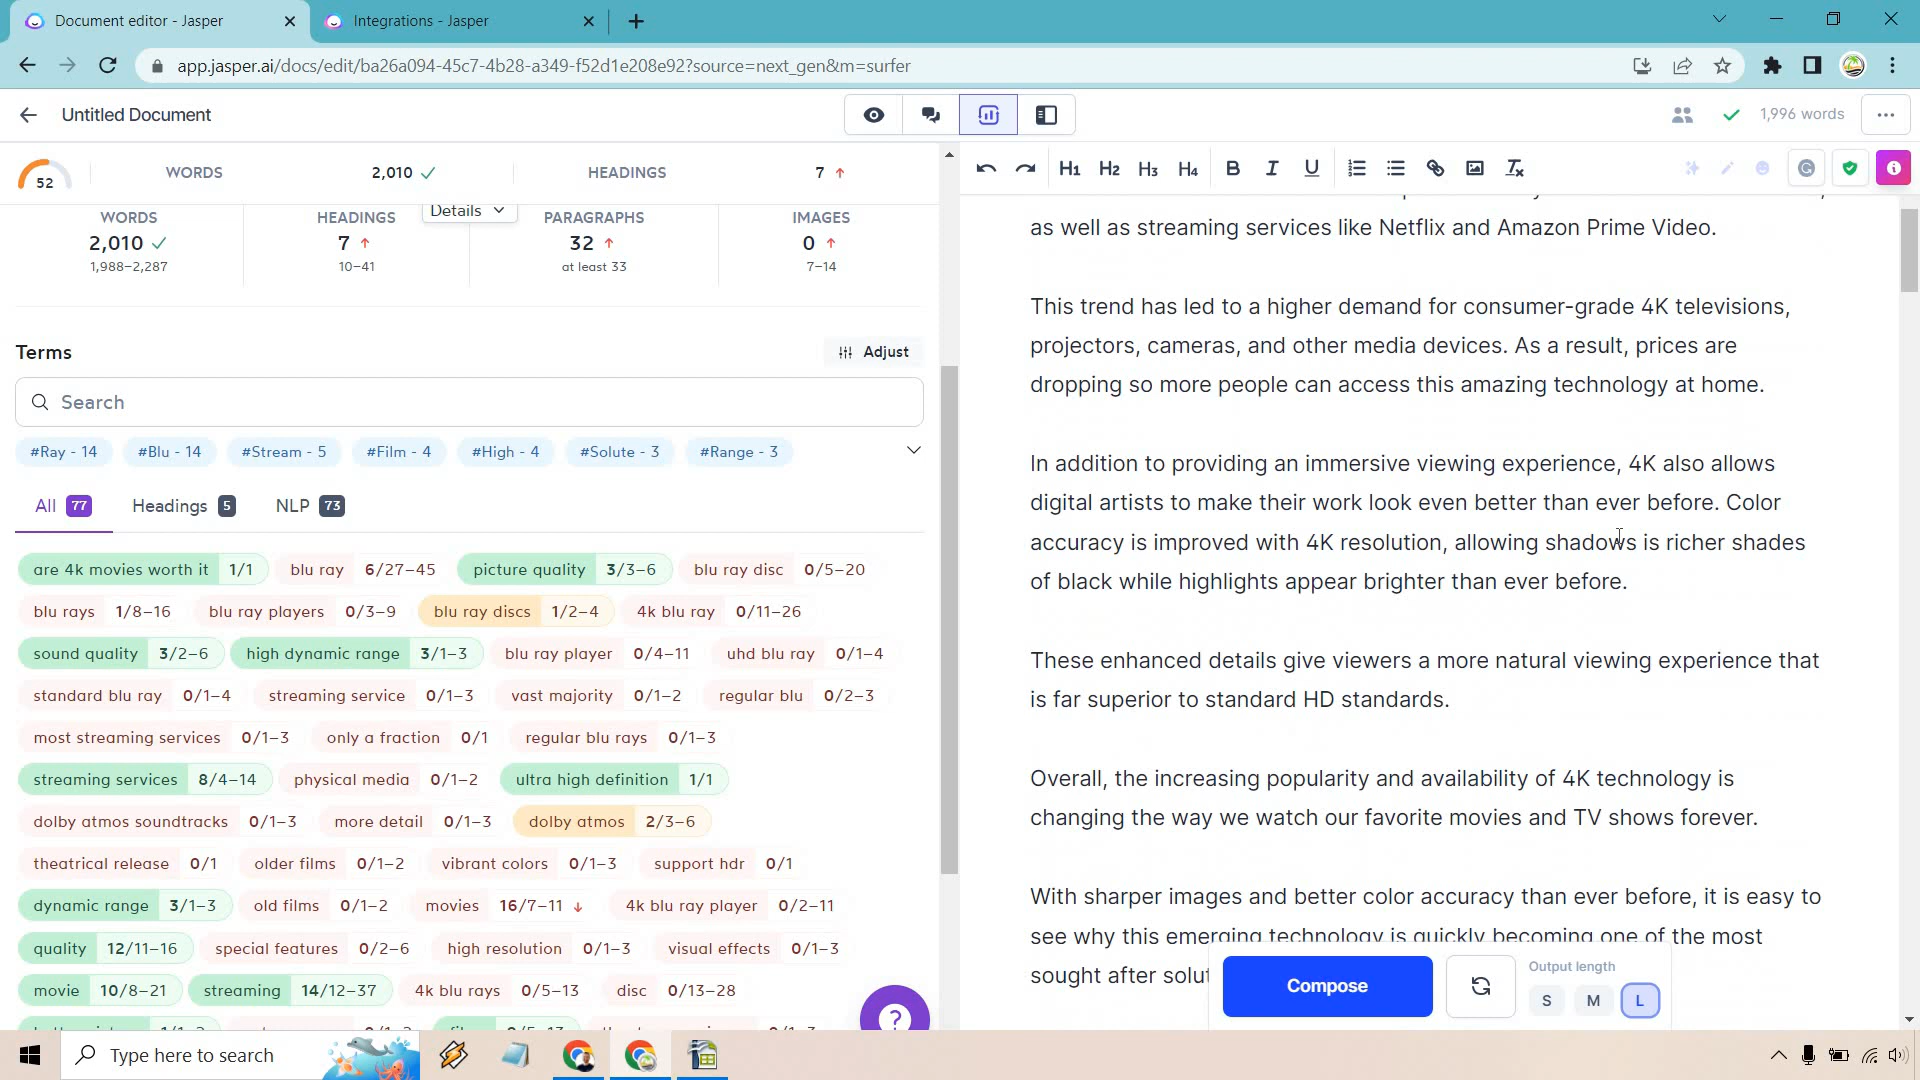 Document editor - Jasper
Integrations - Jasper
app.jasper.ai/docs/edit/ba26a094-45c7-4b28-a349-f52d1e208e92?source=next_gen&m=surfer
Untitled Document
1,996 words
52
WORDS 2,010
HEADINGS 7
Details
WORDS
2,010
1,988–2,287
HEADINGS
7
10–41
PARAGRAPHS
32
at least 33
IMAGES
0
7–14
Terms
Adjust
Search
#Ray - 14 #Blu - 14 #Stream - 5 #Film - 4 #High - 4 #Solute - 3 #Range - 3
All 77 Headings 5 NLP 73
are 4k movies worth it 1/1 blu ray 6/27–45 picture quality 3/3–6 blu ray disc 0/5–20
blu rays 1/8–16 blu ray players 0/3–9 blu ray discs 1/2–4 4k blu ray 0/11–26
sound quality 3/2–6 high dynamic range 3/1–3 blu ray player 0/4–11 uhd blu ray 0/1–4
standard blu ray 0/1–4 streaming service 0/1–3 vast majority 0/1–2 regular blu 0/2–3
most streaming services 0/1–3 only a fraction 0/1 regular blu rays 0/1–3
streaming services 8/4–14 physical media 0/1–2 ultra high definition 1/1
dolby atmos soundtracks 0/1–3 more detail 0/1–3 dolby atmos 2/3–6
theatrical release 0/1 older films 0/1–2 vibrant colors 0/1–3 support hdr 0/1
dynamic range 3/1–3 old films 0/1–2 movies 16/7–11 4k blu ray player 0/2–11
quality 12/11–16 special features 0/2–6 high resolution 0/1–3 visual effects 0/1–3
movie 10/8–21 streaming 14/12–37 4k blu rays 0/5–13 disc 0/13–28
?
H1 H2 H3 H4 B I U
as well as streaming services like Netflix and Amazon Prime Video.
This trend has led to a higher demand for consumer-grade 4K televisions,
projectors, cameras, and other media devices. As a result, prices are
dropping so more people can access this amazing technology at home.
In addition to providing an immersive viewing experience, 4K also allows
digital artists to make their work look even better than ever before. Color
accuracy is improved with 4K resolution, allowing shadows is richer shades
of black while highlights appear brighter than ever before.
These enhanced details give viewers a more natural viewing experience that
is far superior to standard HD standards.
Overall, the increasing popularity and availability of 4K technology is
changing the way we watch our favorite movies and TV shows forever.
With sharper images and better color accuracy than ever before, it is easy to
see why this emerging technology is quickly becoming one of the most
sought after solut
Compose
Output length
S M L
Type here to search